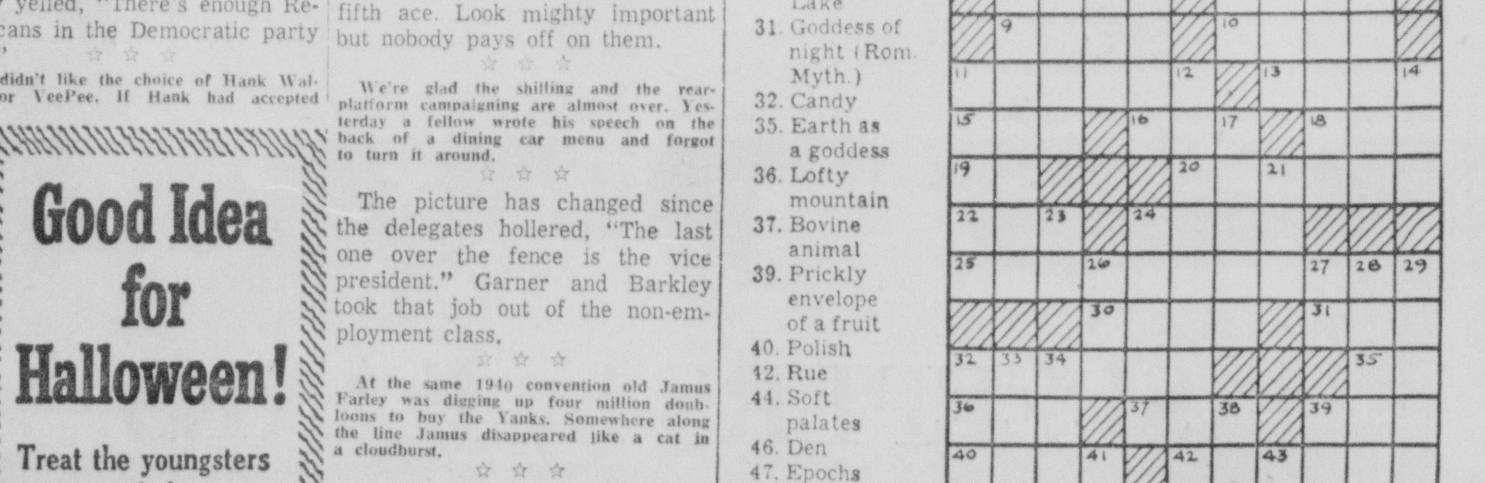 yelled, "There's enough Re-
cans in the Democratic party
"
☆ ☆ ☆
didn't like the choice of Hank Wal-
or VeePee. If Hank had accepted
Good Idea
for
Halloween!
Treat the youngsters
fifth ace. Look mighty important
but nobody pays off on them.
☆ ☆ ☆
We're glad the shilling and the rear-
platform campaigning are almost over. Yes-
terday a fellow wrote his speech on the
back of a dining car menu and forgot
to turn it around.
☆ ☆ ☆
The picture has changed since
the delegates hollered, "The last
one over the fence is the vice
president." Garner and Barkley
took that job out of the non-em-
ployment class.
☆ ☆ ☆
At the same 1940 convention old Jamus
Farley was digging up four million doub-
loons to buy the Yanks. Somewhere along
the line Jamus disappeared like a cat in
a cloudburst.
☆ ☆ ☆
Lake
31. Goddess of
night (Rom.
Myth.)
32. Candy
35. Earth as
a goddess
36. Lofty
mountain
37. Bovine
animal
39. Prickly
envelope
of a fruit
40. Polish
42. Rue
44. Soft
palates
46. Den
47. Epochs
9 10
11 12 13 14
15 16 17 18
19 20 21
22 23 24
25 26 27 28 29
30 31
32 33 34 35
36 37 38 39
40 41 42 43